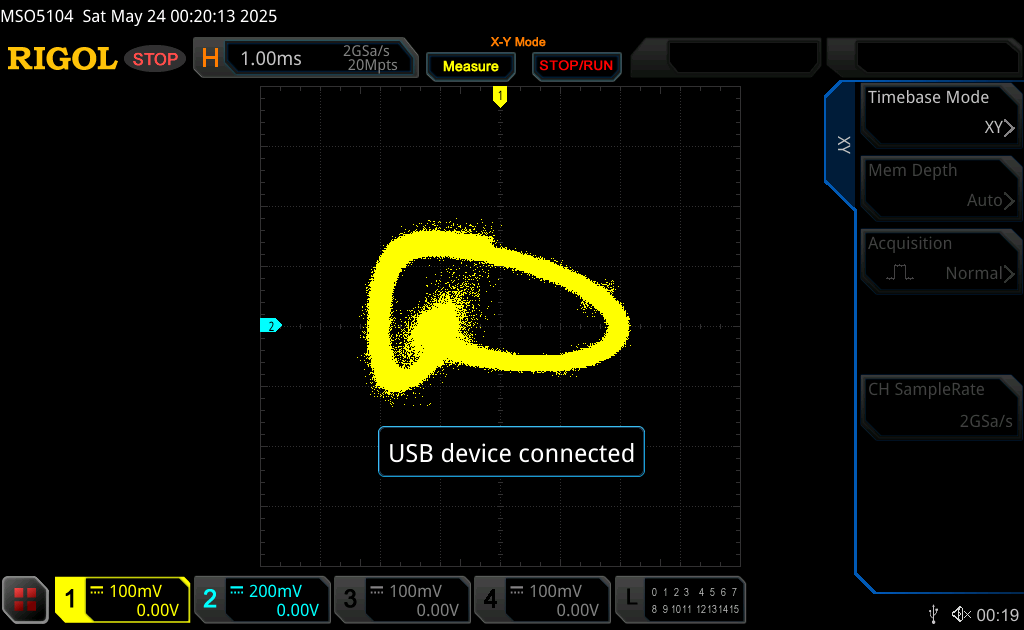 MSO5104 Sat May 24 00:20:13 2025
RIGOL STOP H 1.00ms 2GSa/s 20Mpts
X-Y Mode
Measure STOP/RUN
1
Timebase Mode
XY
XY
Mem Depth
Auto
Acquisition
Normal
2
CH SampleRate
2GSa/s
USB device connected
1 100mV 0.00V
2 200mV 0.00V
3 100mV 0.00V
4 100mV 0.00V
L 0 1 2 3 4 5 6 7
8 9 10 11 12 13 14 15
00:19